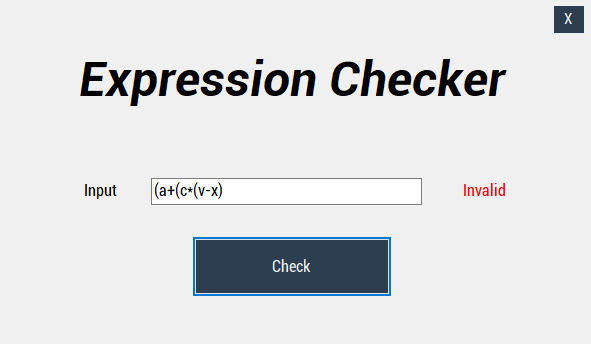 X
Expression Checker
Input (a+(c*(v-x) Invalid
Check